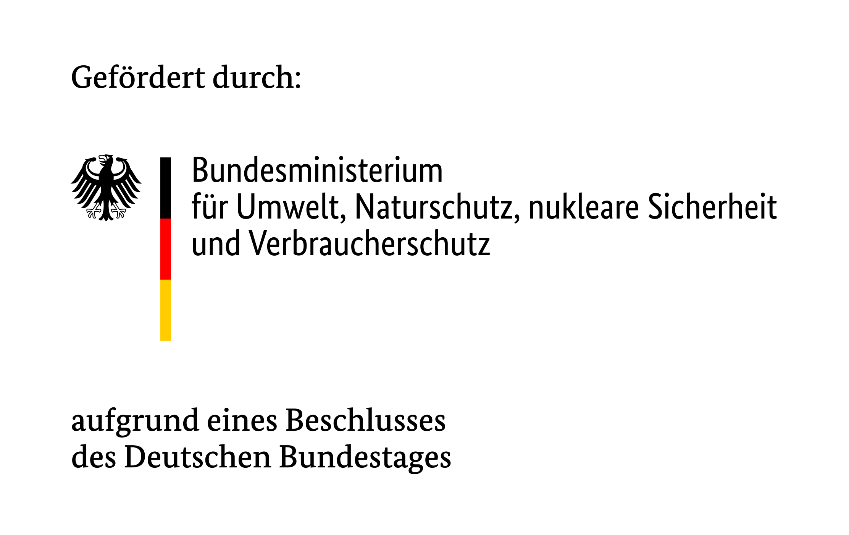 Gefördert durch:
Bundesministerium
für Umwelt, Naturschutz, nukleare Sicherheit
und Verbraucherschutz
aufgrund eines Beschlusses
des Deutschen Bundestages